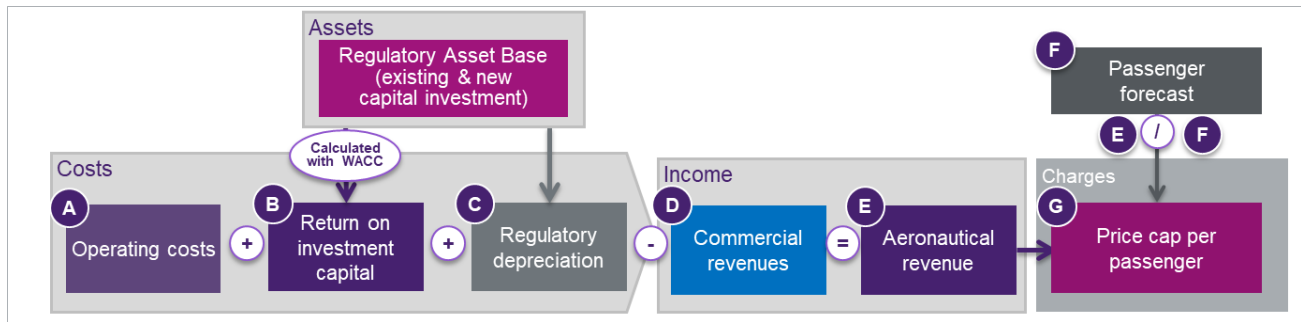 Assets
Regulatory Asset Base
(existing & new
capital investment)
F
Passenger
forecast
Calculated
with WACC
E
/
F
Costs
Income
Charges
A
Operating costs
+
B
Return on
investment
capital
+
C
Regulatory
depreciation
-
D
Commercial
revenues
=
E
Aeronautical
revenue
G
Price cap per
passenger